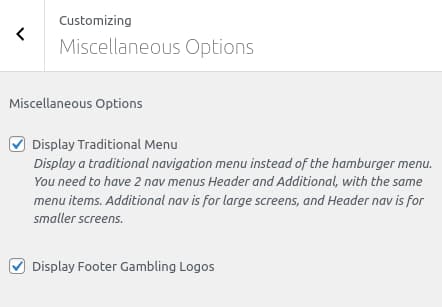 Customizing
Miscellaneous Options
Miscellaneous Options
Display Traditional Menu
Display a traditional navigation menu instead of the hamburger menu.
You need to have 2 nav menus Header and Additional, with the same
menu items. Additional nav is for large screens, and Header nav is for
smaller screens.
Display Footer Gambling Logos